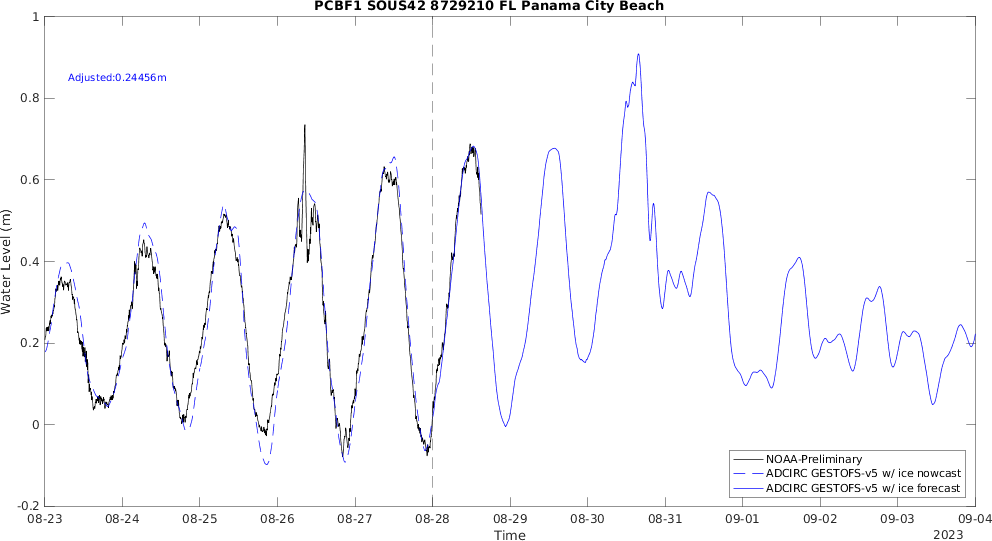 PCBF1 SOUS42 8729210 FL Panama City Beach
Adjusted:0.24456m
Water Level (m)
1
0.8
0.6
0.4
0.2
0
-0.2
08-23 08-24 08-25 08-26 08-27 08-28 08-29 08-30 08-31 09-01 09-02 09-03 09-04
Time
2023
NOAA-Preliminary
ADCIRC GESTOFS-v5 w/ ice nowcast
ADCIRC GESTOFS-v5 w/ ice forecast